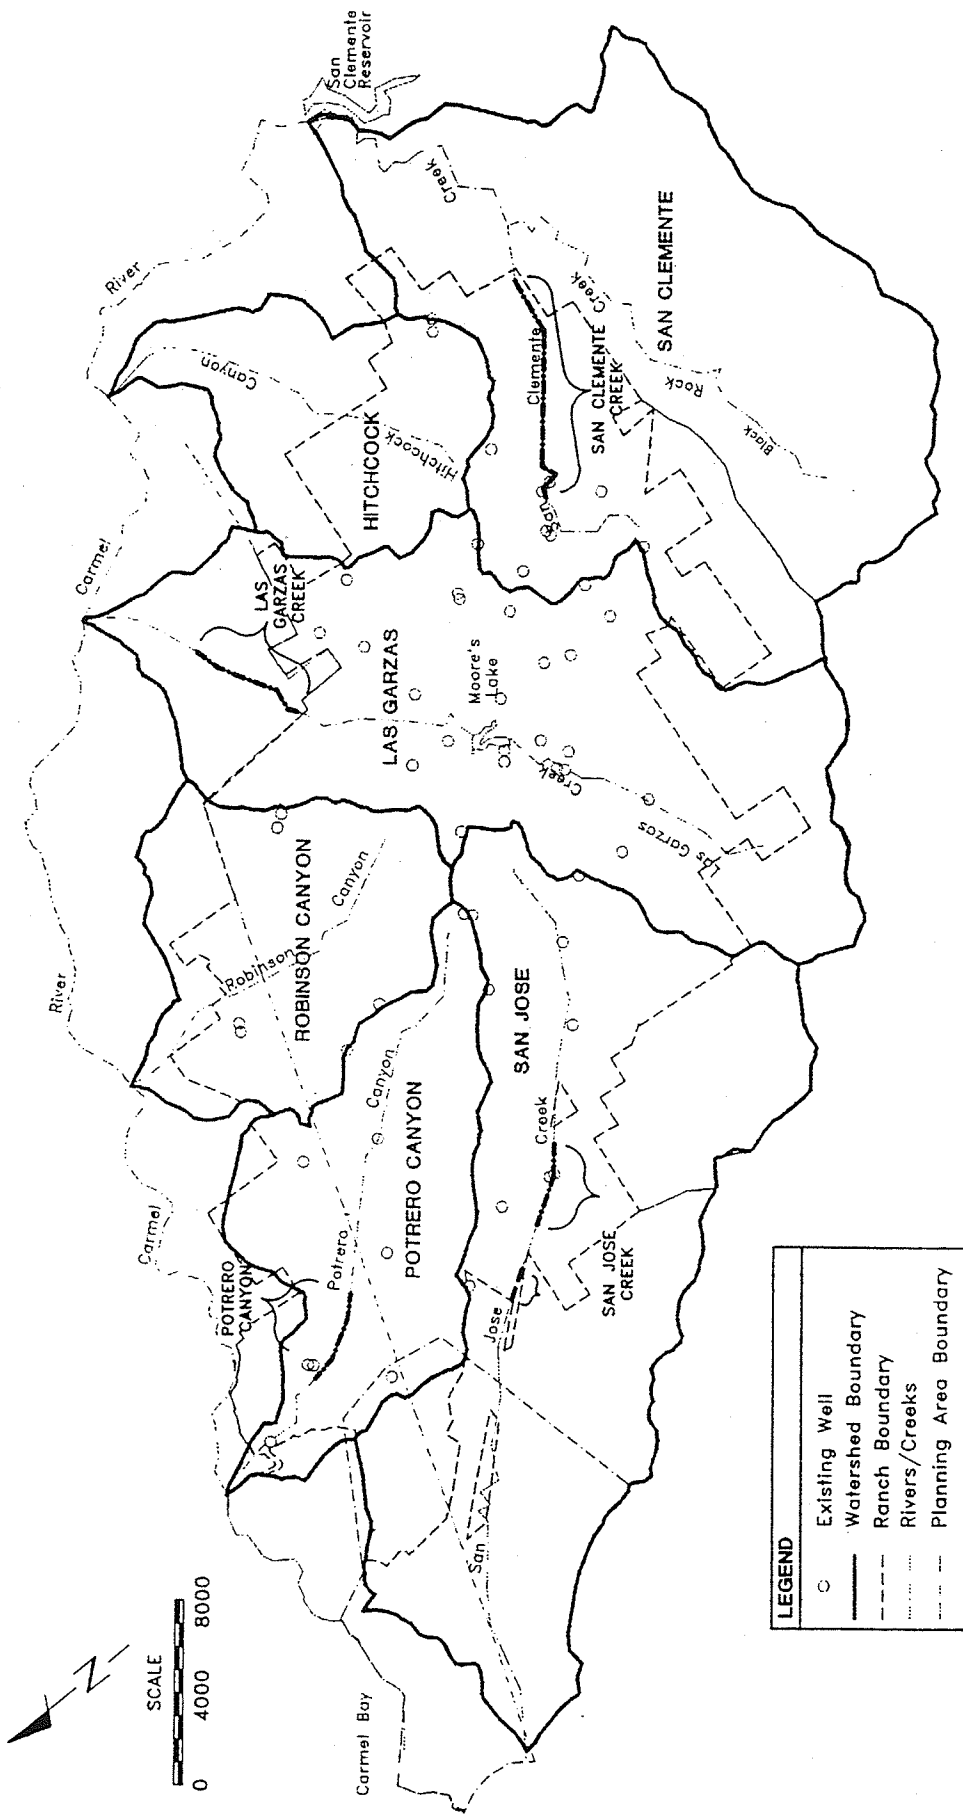 San
Clemente
Reservoir
River
Creek
SAN CLEMENTE
Canyon
Hitchcock
HITCHCOCK
Clemente
San
SAN CLEMENTE
CREEK
Creek
Rock
Black
Carmel
LAS
GARZAS
CREEK
LAS GARZAS
Moore's
Lake
Creek
Las Garzas
River
ROBINSON CANYON
Robinson
Canyon
SAN JOSE
Creek
Jose
San
SAN JOSE
CREEK
POTRERO CANYON
Potrero
Canyon
POTRERO
CANYON
Carmel
Carmel Bay
N
SCALE
0 4000 8000
LEGEND
Existing Well
Watershed Boundary
Ranch Boundary
Rivers/Creeks
Planning Area Boundary